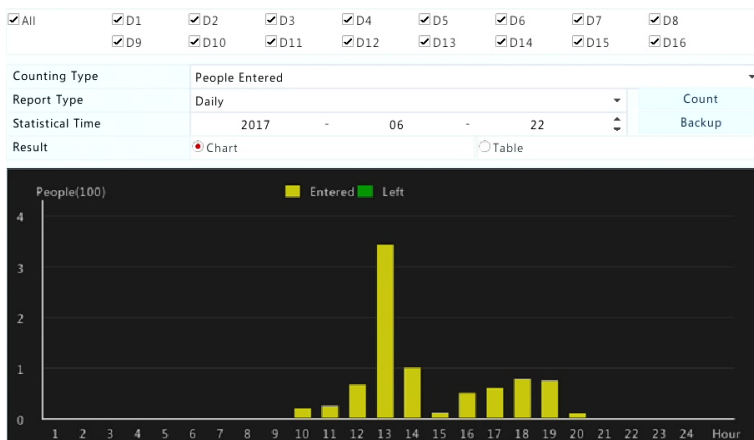 All D1 D2 D3 D4 D5 D6 D7 D8
D9 D10 D11 D12 D13 D14 D15 D16
Counting Type People Entered
Report Type Daily Count
Statistical Time 2017 - 06 - 22 Backup
Result Chart Table
People(100) Entered Left
4
3
2
1
0
1 2 3 4 5 6 7 8 9 10 11 12 13 14 15 16 17 18 19 20 21 22 23 24 Hour